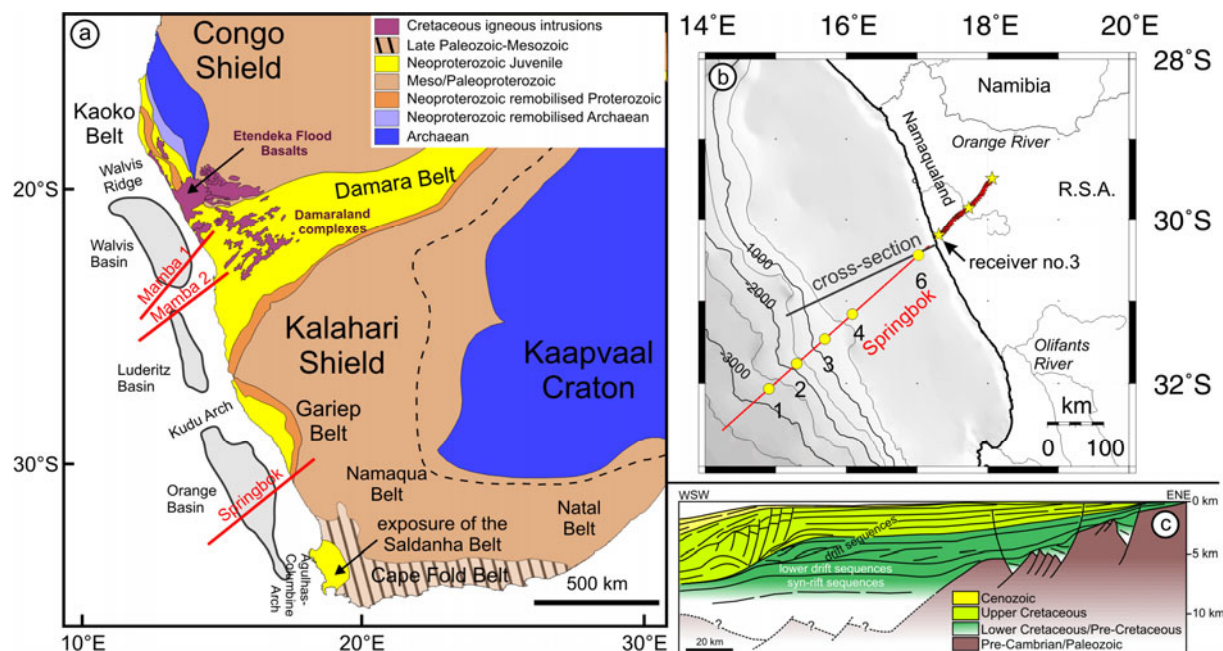 a
Congo
Shield
Kaoko
Belt
Etendeka Flood
Basalts
Walvis
Ridge
20°S
Damara Belt
Damaraland
complexes
Walvis
Basin
Mamba 1
Mamba 2
Kalahari
Shield
Kaapvaal
Craton
Luderitz
Basin
Kudu Arch
Gariep
Belt
30°S
Orange
Basin
Springbok
Namaqua
Belt
Natal
Belt
exposure of the
Saldanha Belt
Agulhas-
Columbine
Arch
Cape Fold Belt
500 km
10°E
20°E
30°E
Cretaceous igneous intrusions
Late Paleozoic-Mesozoic
Neoproterozoic Juvenile
Meso/Paleoproterozoic
Neoproterozoic remobilised Proterozoic
Neoproterozoic remobilised Archaean
Archaean
14°E
16°E
18°E
20°E
b
28°S
Namibia
Namaqualand
Orange River
R.S.A.
30°S
receiver no.3
cross-section
1000
-2000
-3000
6
4
3
2
1
Springbok
Olifants
River
32°S
km
0 100
WSW
ENE
0 km
c
drift sequences
lower drift sequences
syn-rift sequences
5 km
10 km
?
?
?
20 km
Cenozoic
Upper Cretaceous
Lower Cretaceous/Pre-Cretaceous
Pre-Cambrian/Paleozoic